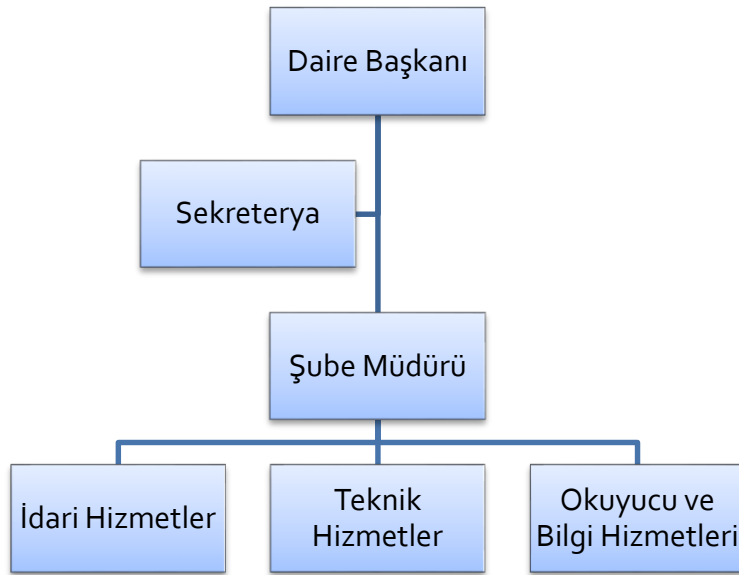 Daire Başkanı
Sekreterya
Şube Müdürü
İdari Hizmetler
Teknik
Hizmetler
Okuyucu ve
Bilgi Hizmetleri